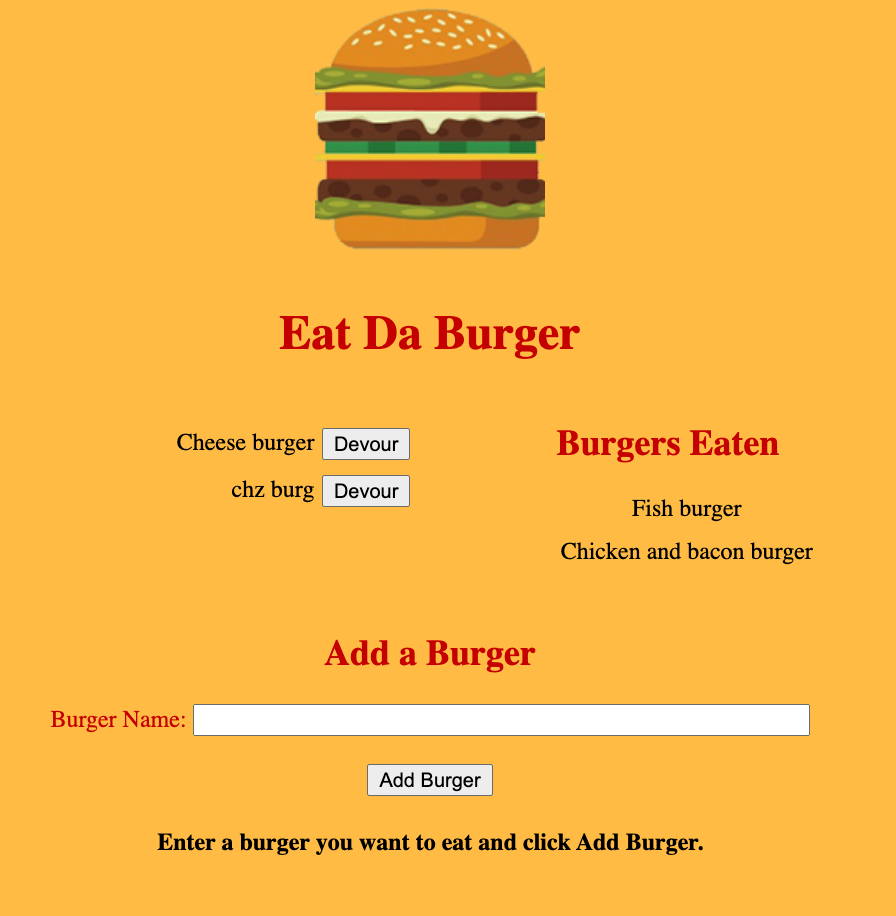 Eat Da Burger
Cheese burger Devour
chz burg Devour
Burgers Eaten
Fish burger
Chicken and bacon burger
Add a Burger
Burger Name:
Add Burger
Enter a burger you want to eat and click Add Burger.